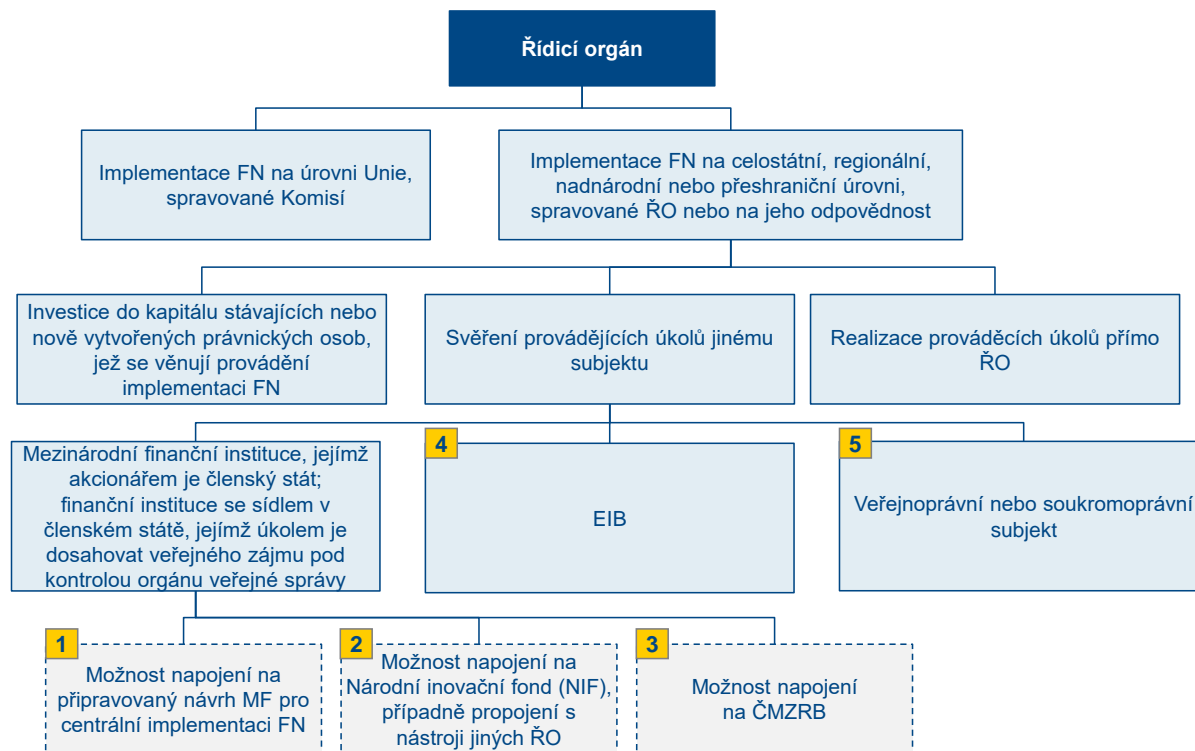 Řídicí orgán
Implementace FN na úrovni Unie,
spravované Komisí
Implementace FN na celostátní, regionální,
nadnárodní nebo přeshraniční úrovni,
spravované ŘO nebo na jeho odpovědnost
Investice do kapitálu stávajících nebo
nově vytvořených právnických osob,
jež se věnují provádění
implementaci FN
Svěření provádějících úkolů jinému
subjektu
Realizace prováděcích úkolů přímo
ŘO
Mezinárodní finanční instituce, jejímž
akcionářem je členský stát;
finanční instituce se sídlem v
členském státě, jejímž úkolem je
dosahovat veřejného zájmu pod
kontrolou orgánu veřejné správy
4
EIB
5
Veřejnoprávní nebo soukromoprávní
subjekt
1
Možnost napojení na
připravovaný návrh MF pro
centrální implementaci FN
2
Možnost napojení na
Národní inovační fond (NIF),
případně propojení s
nástroji jiných ŘO
3
Možnost napojení
na ČMZRB